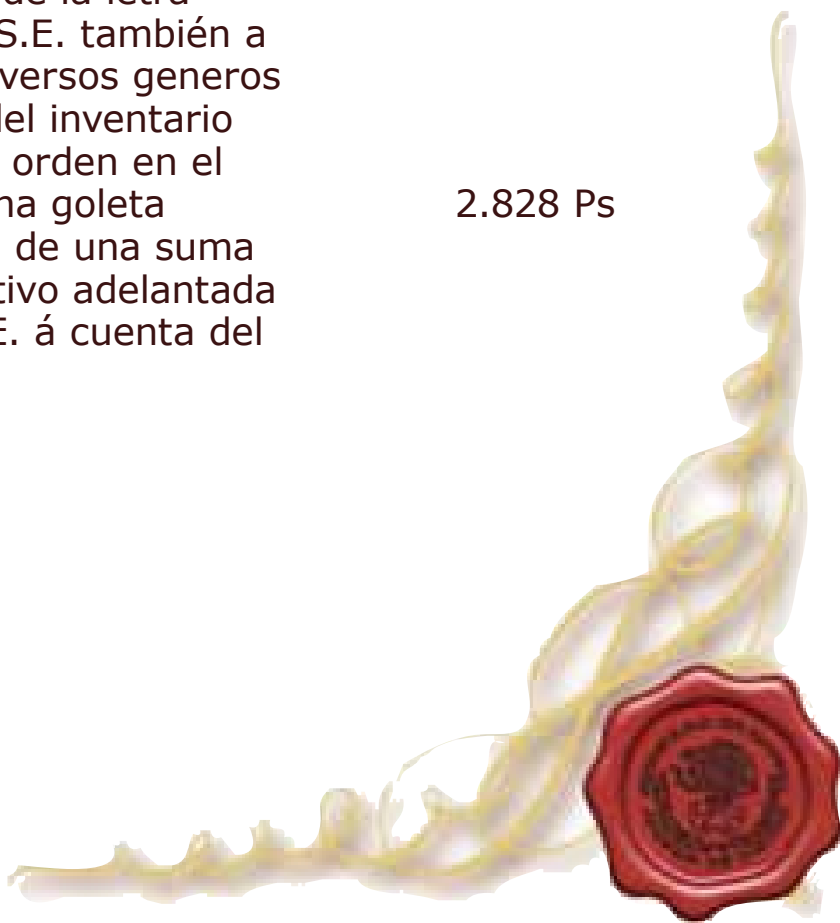 de la letra
S.E. también a
versos generos
del inventario
orden en el
na goleta 2.828 Ps
de una suma
tivo adelantada
E. á cuenta del